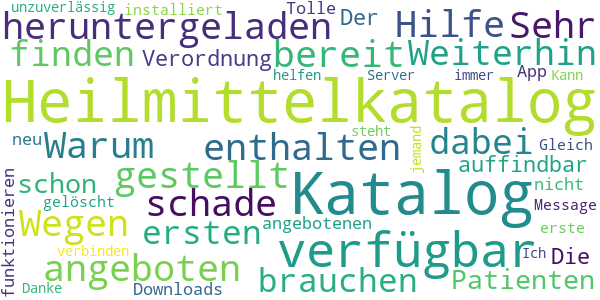 unzuverlässig installiert Tolle
heruntergeladen Der Hilfe Sehr
finden Verordnung bereit Weiterhin
helfen Server immer App Kann
Heilmittelkatalog
neu Warum enthalten steht jemand dabei Gleich
schon gestellt Katalog auffindbar
funktionieren gelöscht schade nicht
Wegen ersten angebotenen Message
erste
verbinden verfügbar Ich Die
angeboten brauchen Patienten
Danke Downloads